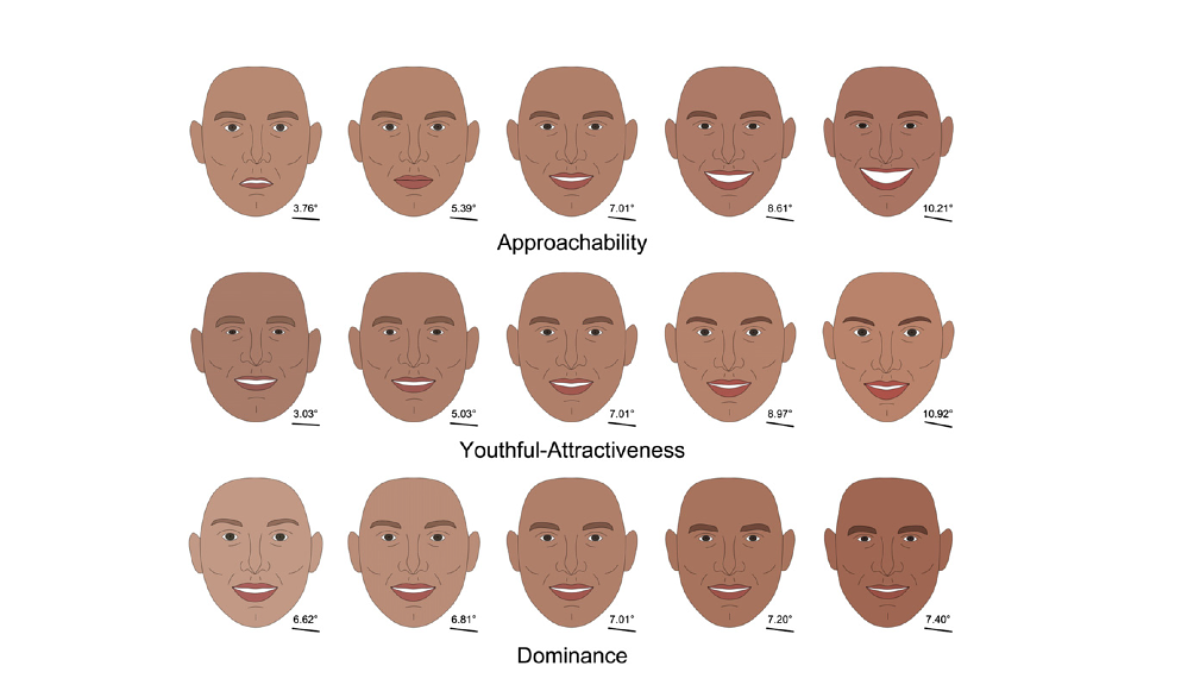 3.76° 5.39° 7.01° 8.61° 10.21°
Approachability
3.03° 5.03° 7.01° 8.97° 10.92°
Youthful-Attractiveness
6.62° 6.81° 7.01° 7.20° 7.40°
Dominance